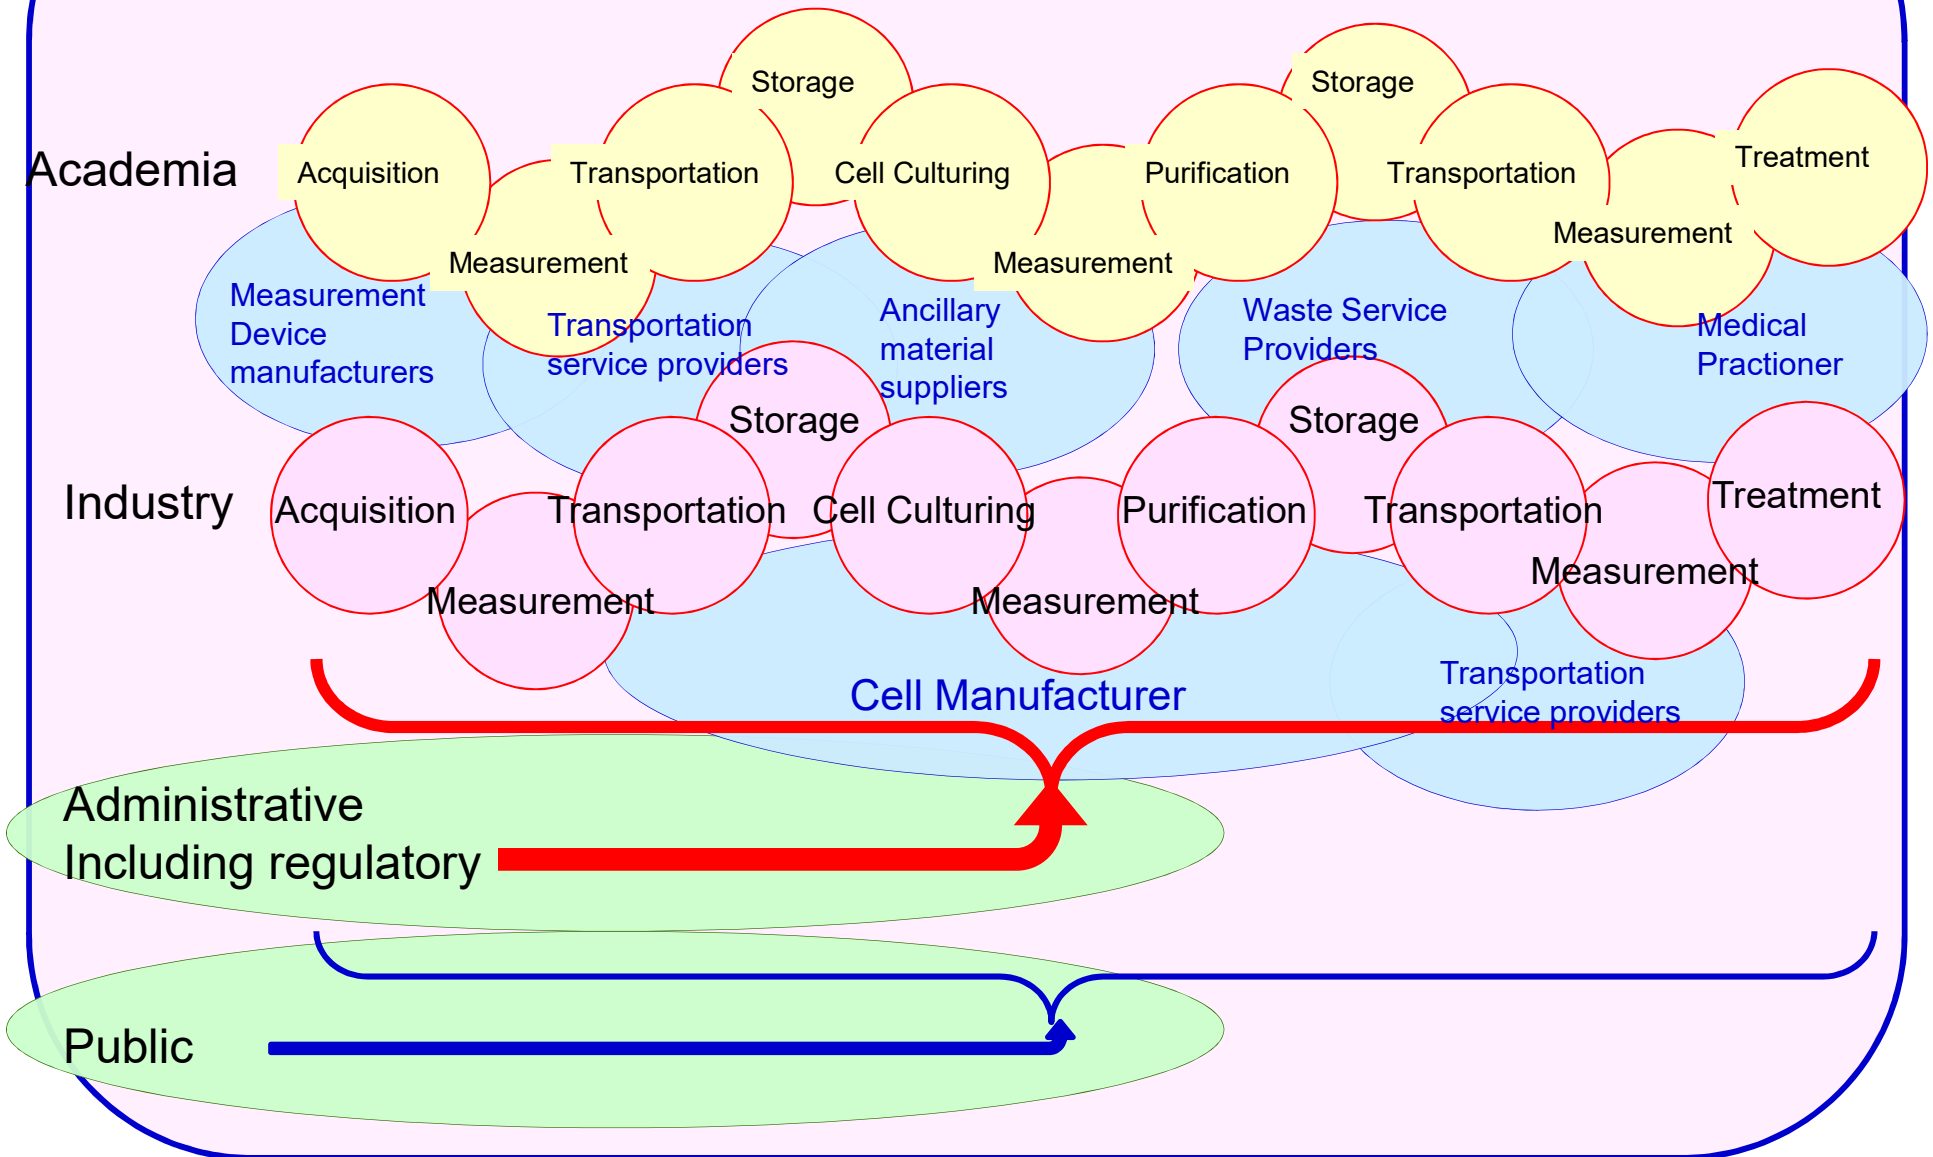 Storage
Storage
Academia
Acquisition
Transportation
Cell Culturing
Purification
Transportation
Treatment
Measurement
Measurement
Measurement
Measurement
Device
manufacturers
Transportation
service providers
Ancillary
material
suppliers
Waste Service
Providers
Medical
Practioner
Storage
Storage
Industry
Acquisition
Transportation
Cell Culturing
Purification
Transportation
Treatment
Measurement
Measurement
Measurement
Cell Manufacturer
Transportation
service providers
Administrative
Including regulatory
Public